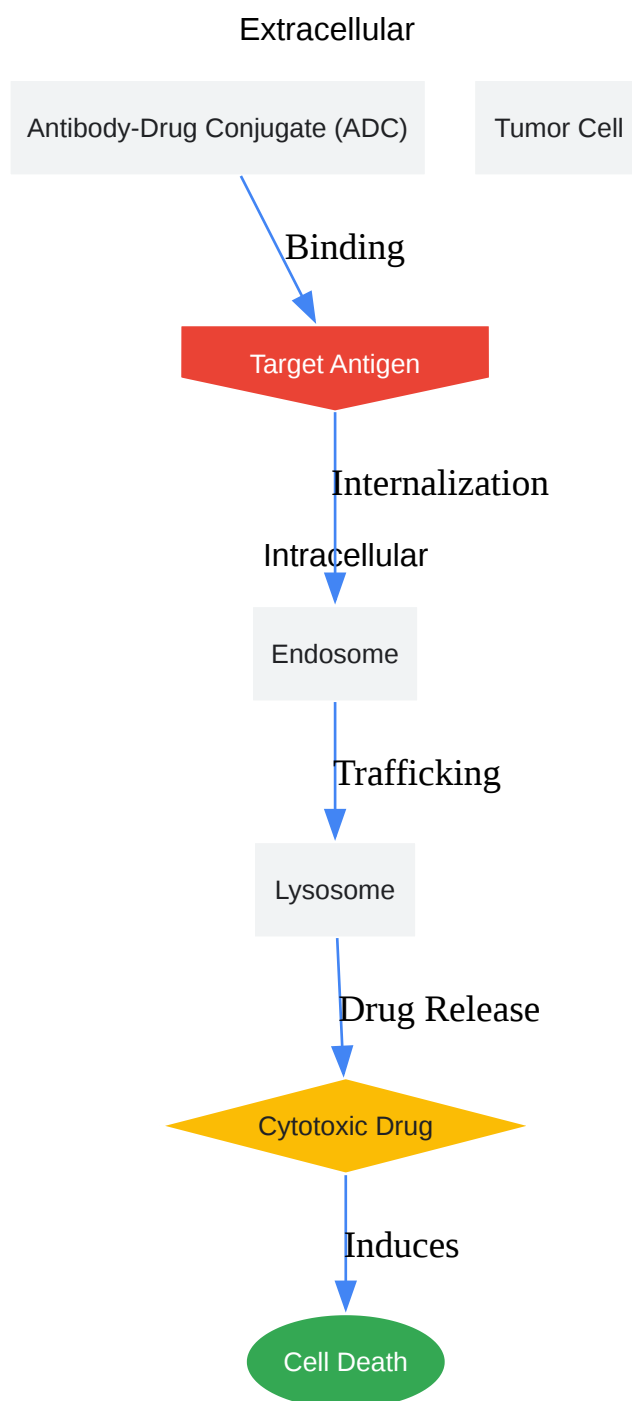 Extracellular
Antibody-Drug Conjugate (ADC)
Tumor Cell
Binding
Target Antigen
Internalization
Intracellular
Endosome
Trafficking
Lysosome
Drug Release
Cytotoxic Drug
Induces
Cell Death